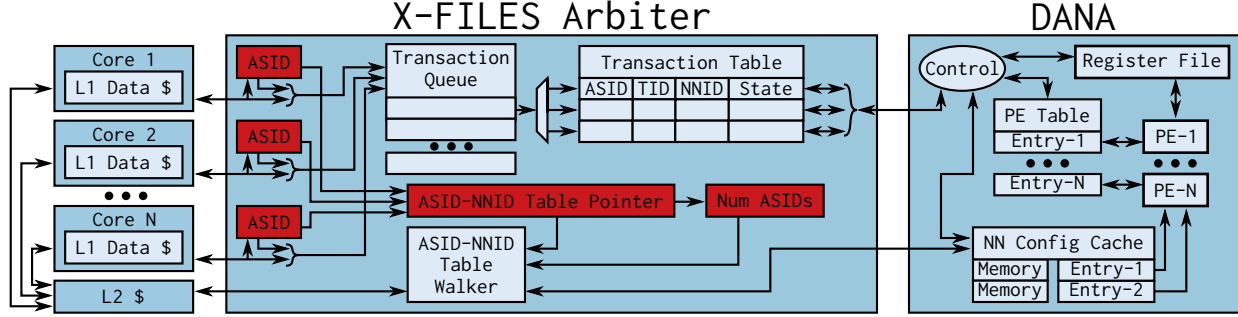 X-FILES Arbiter
DANA
Core 1
L1 Data $
Core 2
L1 Data $
Core N
L1 Data $
L2 $
ASID
ASID
ASID
Transaction
Queue
Transaction Table
ASID TID NNID State
ASID-NNID Table Pointer
Num ASIDs
ASID-NNID
Table
Walker
Control
Register File
PE Table
Entry-1
Entry-N
PE-1
PE-N
NN Config Cache
Memory Entry-1
Memory Entry-2